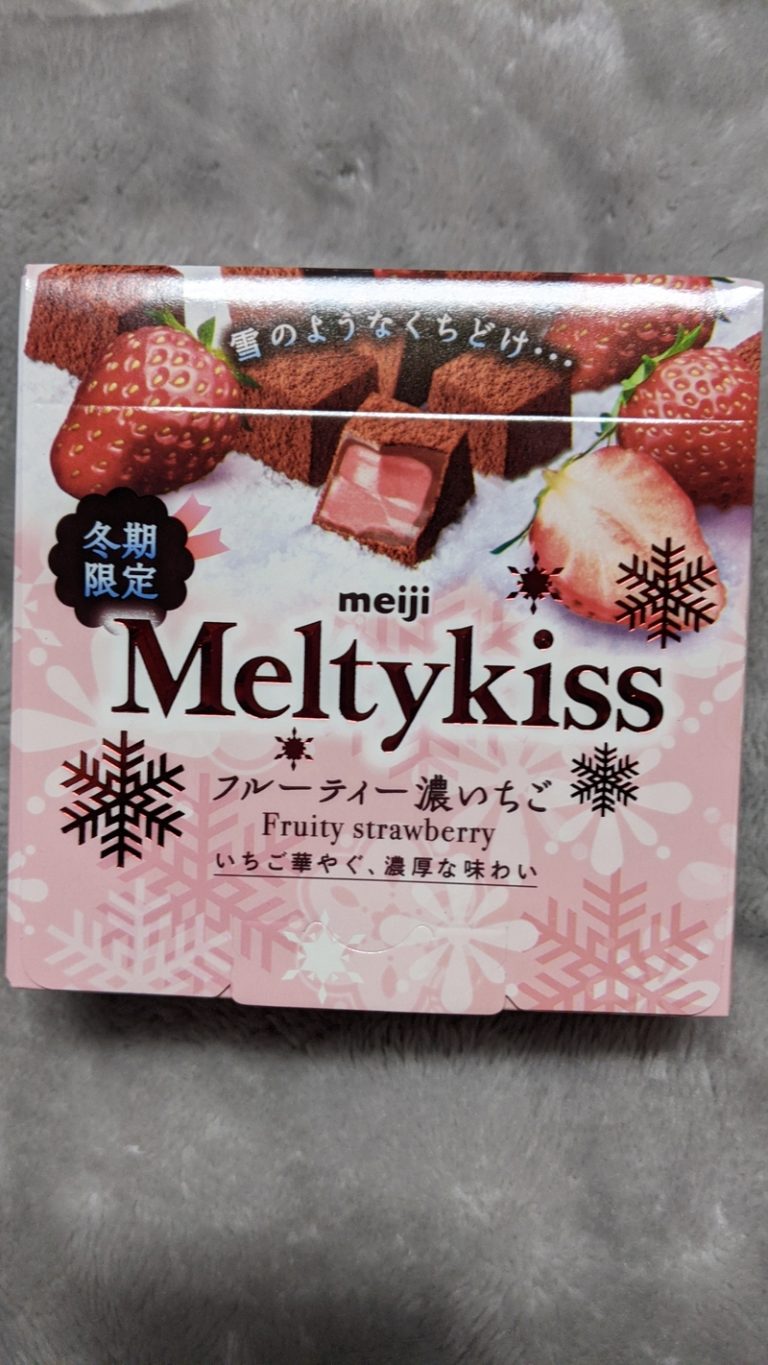 雪のようなくちどけ...
冬期
限定
meiji
Meltykiss
フルーティー濃いちご
Fruity strawberry
いちご華やぐ、濃厚な味わい